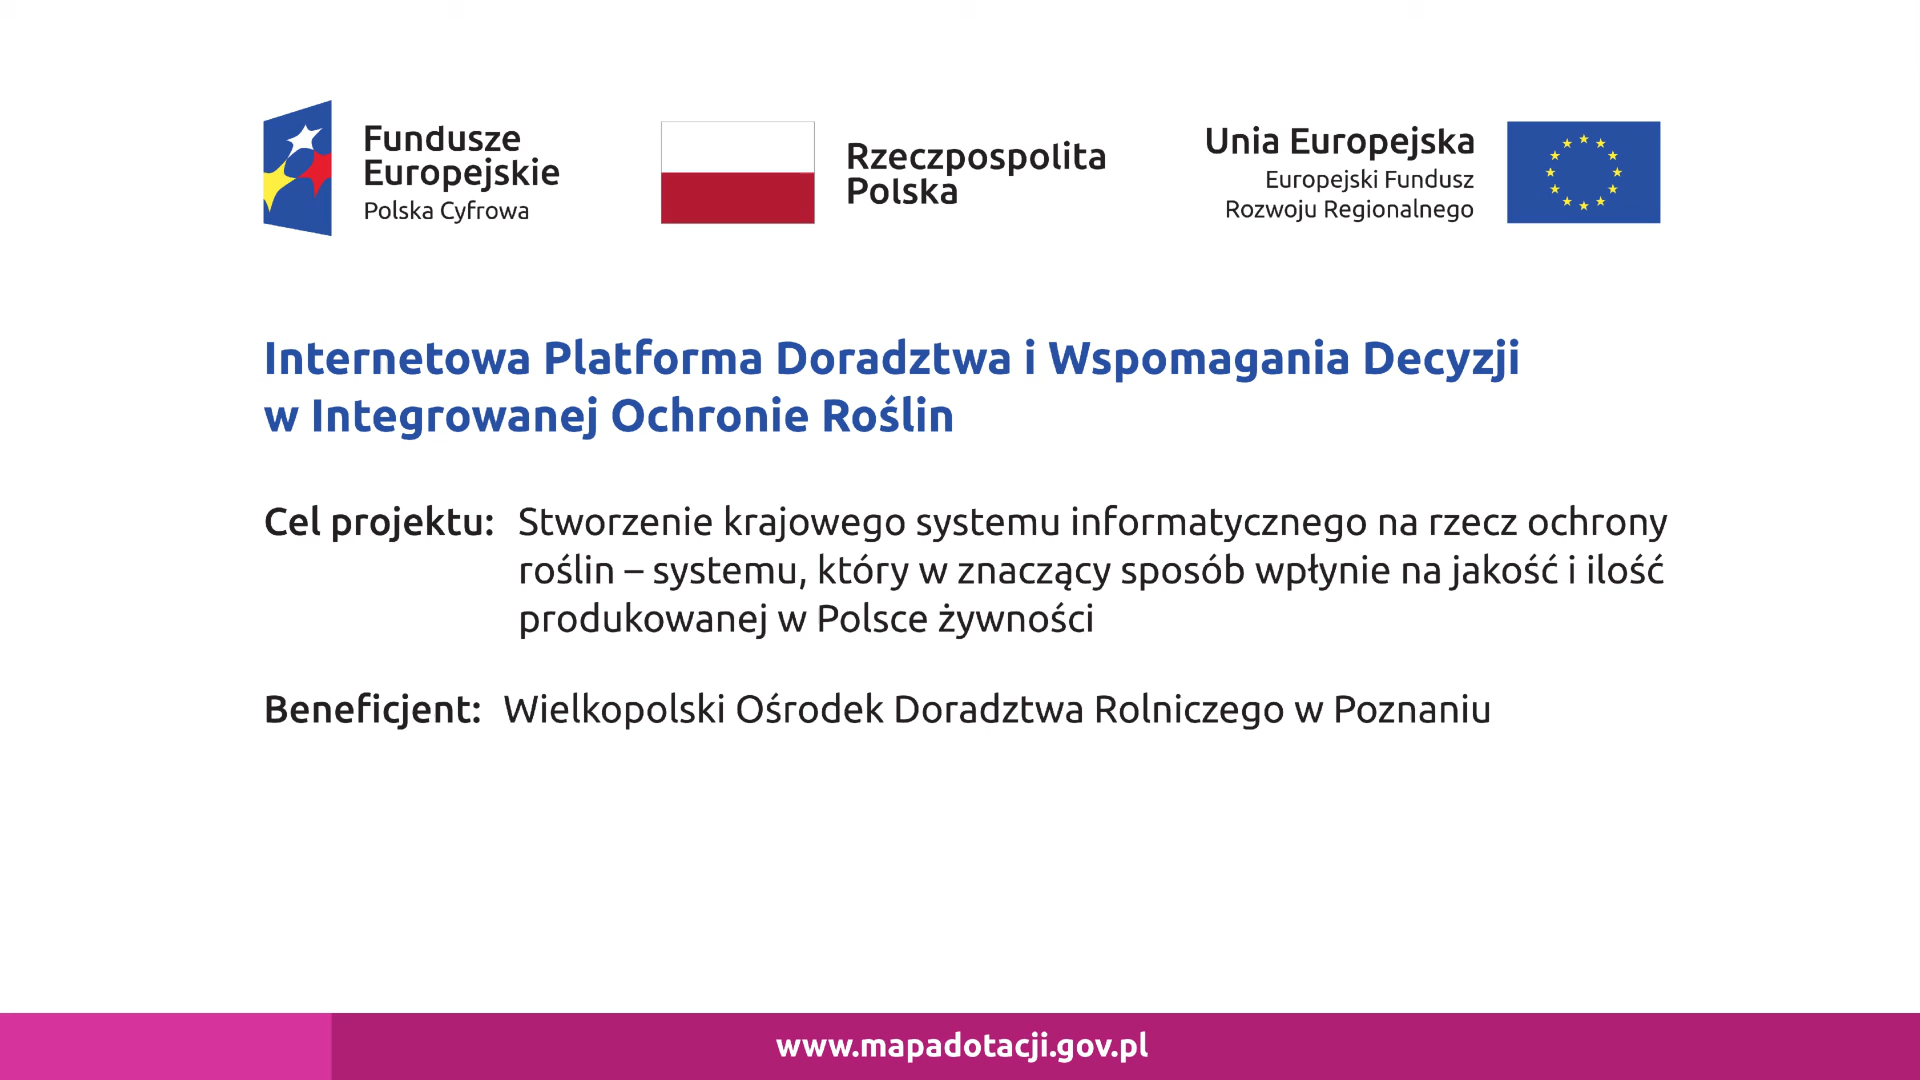 Fundusze
Europejskie
Polska Cyfrowa
Rzeczpospolita
Polska
Unia Europejska
Europejski Fundusz
Rozwoju Regionalnego
Internetowa Platforma Doradztwa i Wspomagania Decyzji
w Integrowanej Ochronie Roślin
Cel projektu: Stworzenie krajowego systemu informatycznego na rzecz ochrony
roślin – systemu, który w znaczący sposób wpłynie na jakość i ilość
produkowanej w Polsce żywności
Beneficjent: Wielkopolski Ośrodek Doradztwa Rolniczego w Poznaniu
www.mapadotacji.gov.pl